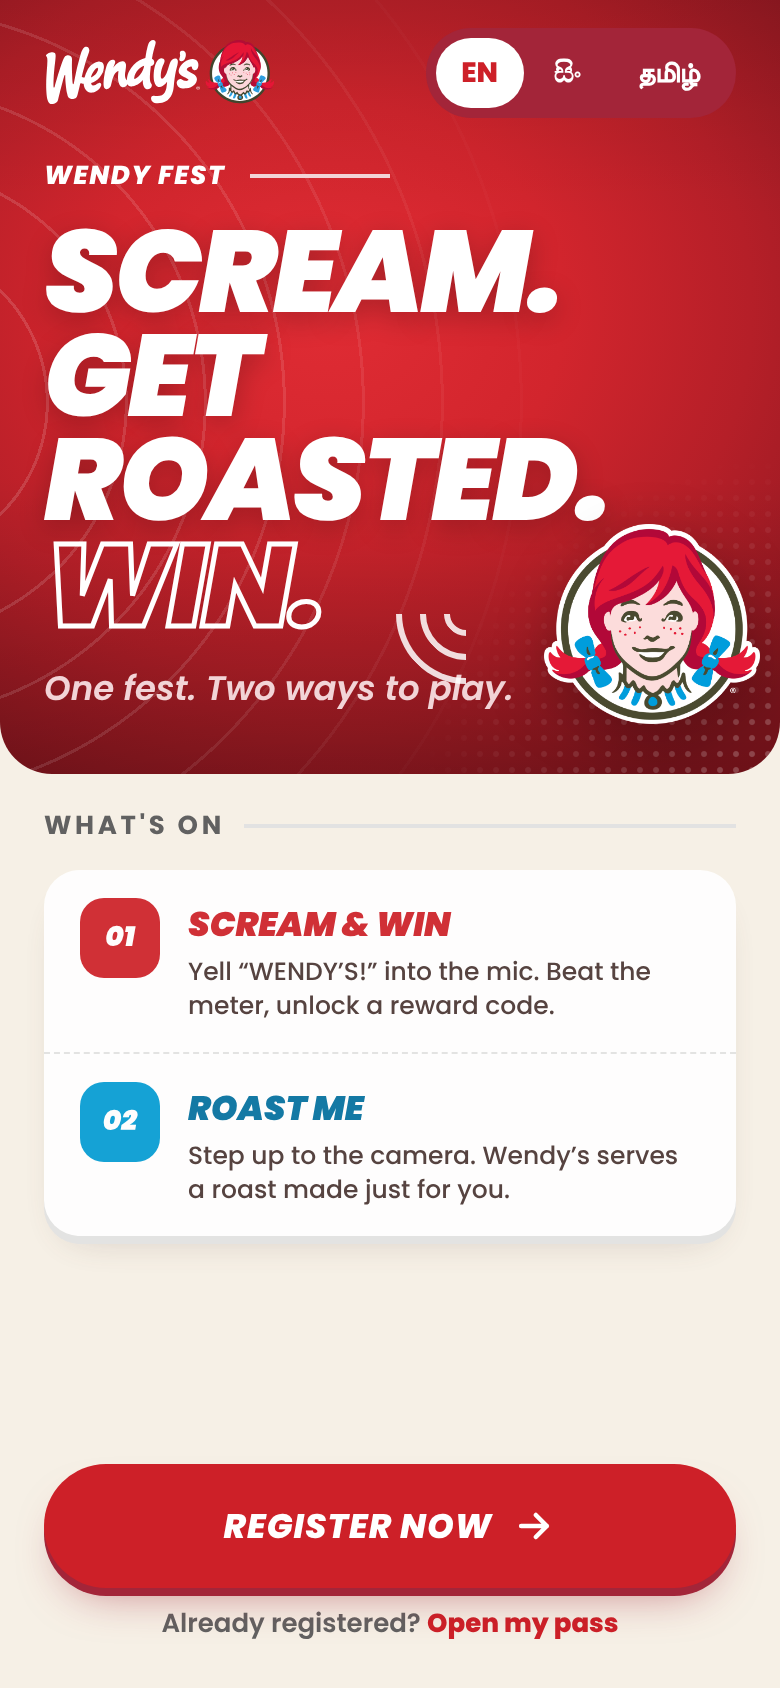 Wendy's
EN සිං தமிழ்
WENDY FEST
SCREAM.
GET
ROASTED.
WIN.
One fest. Two ways to play.
WHAT'S ON
01 SCREAM & WIN
Yell “WENDY’S!” into the mic. Beat the
meter, unlock a reward code.
02 ROAST ME
Step up to the camera. Wendy’s serves
a roast made just for you.
REGISTER NOW →
Already registered? Open my pass